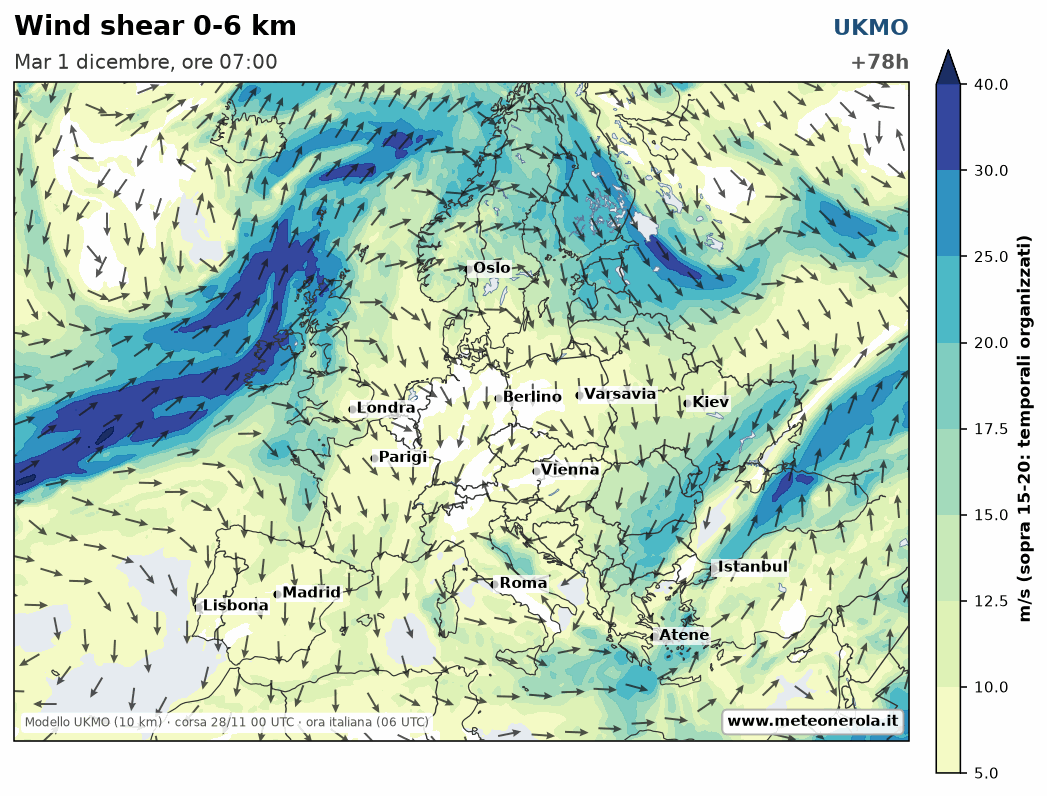 Wind shear 0-6 km
UKMO
Mar 1 dicembre, ore 07:00
+78h
40.0
30.0
25.0
20.0
17.5
15.0
12.5
10.0
5.0
m/s (sopra 15-20: temporali organizzati)
Oslo
Berlino
Varsavia
Kiev
Londra
Parigi
Vienna
Istanbul
Roma
Madrid
Lisbona
Atene
Modello UKMO (10 km) · corsa 28/11 00 UTC · ora italiana (06 UTC)
www.meteonerola.it